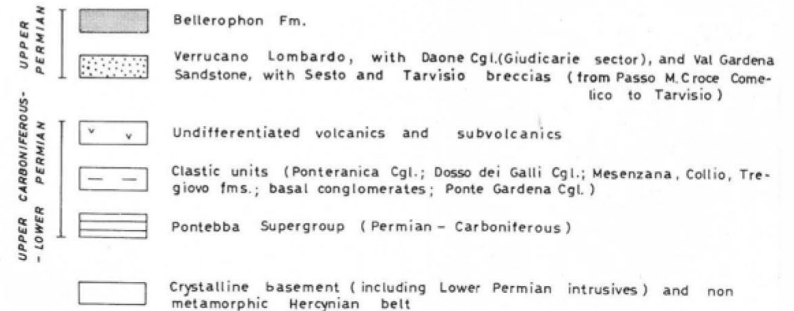 UPPER
PERMIAN
Bellerophon Fm.
Verrucano Lombardo, with Daone Cgl.(Giudicarie sector), and Val Gardena
Sandstone, with Sesto and Tarvisio breccias (from Passo M.Croce Come-
lico to Tarvisio)
UPPER CARBONIFEROUS-
- LOWER PERMIAN
v v
Undifferentiated volcanics and subvolcanics
Clastic units (Ponteranica Cgl.; Dosso dei Galli Cgl.; Mesenzana, Collio, Tre-
giovo fms.; basal conglomerates; Ponte Gardena Cgl.)
Pontebba Supergroup (Permian - Carboniferous)
Crystalline basement (including Lower Permian intrusives) and non
metamorphic Hercynian belt